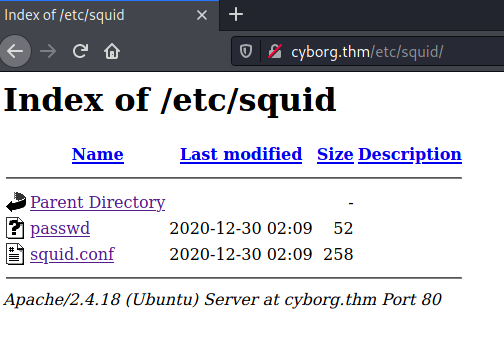 Index of /etc/squid
cyborg.thm/etc/squid/
Index of /etc/squid
Name Last modified Size Description
Parent Directory -
passwd 2020-12-30 02:09 52
squid.conf 2020-12-30 02:09 258
Apache/2.4.18 (Ubuntu) Server at cyborg.thm Port 80